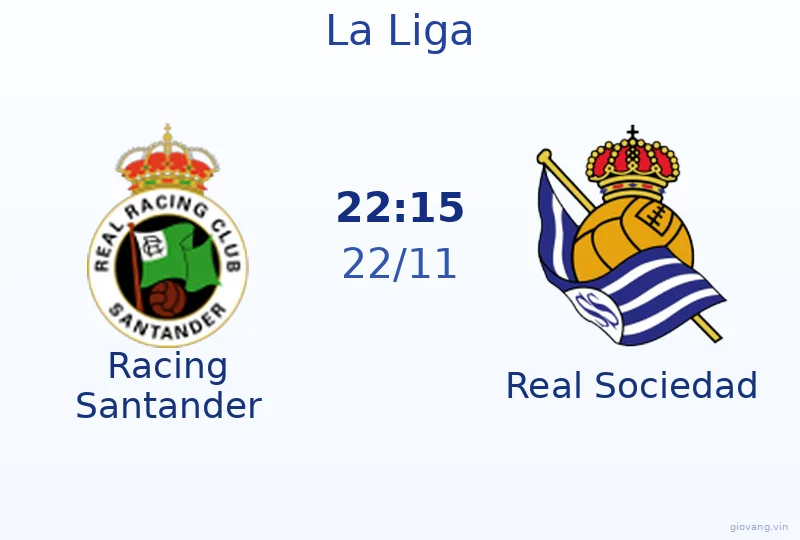 La Liga
REAL RACING CLUB
SANTANDER
22:15
22/11
Racing
Santander
Real Sociedad
giovang.vin